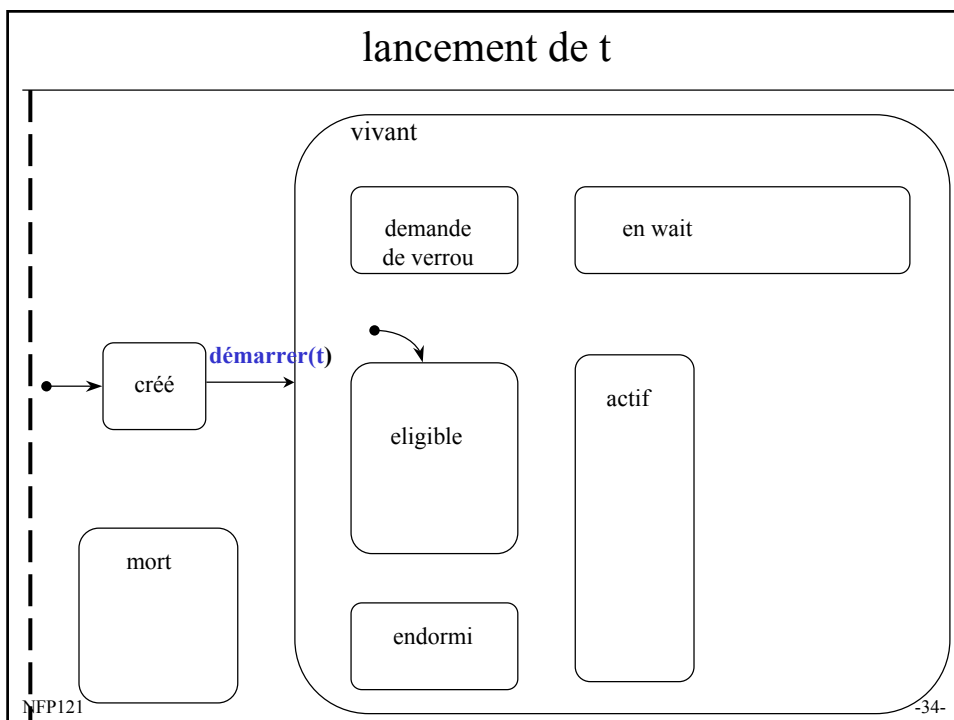 lancement de t
vivant
demande
de verrou
en wait
démarrer(t)
créé
eligible
actif
mort
endormi
NFP121
-34-